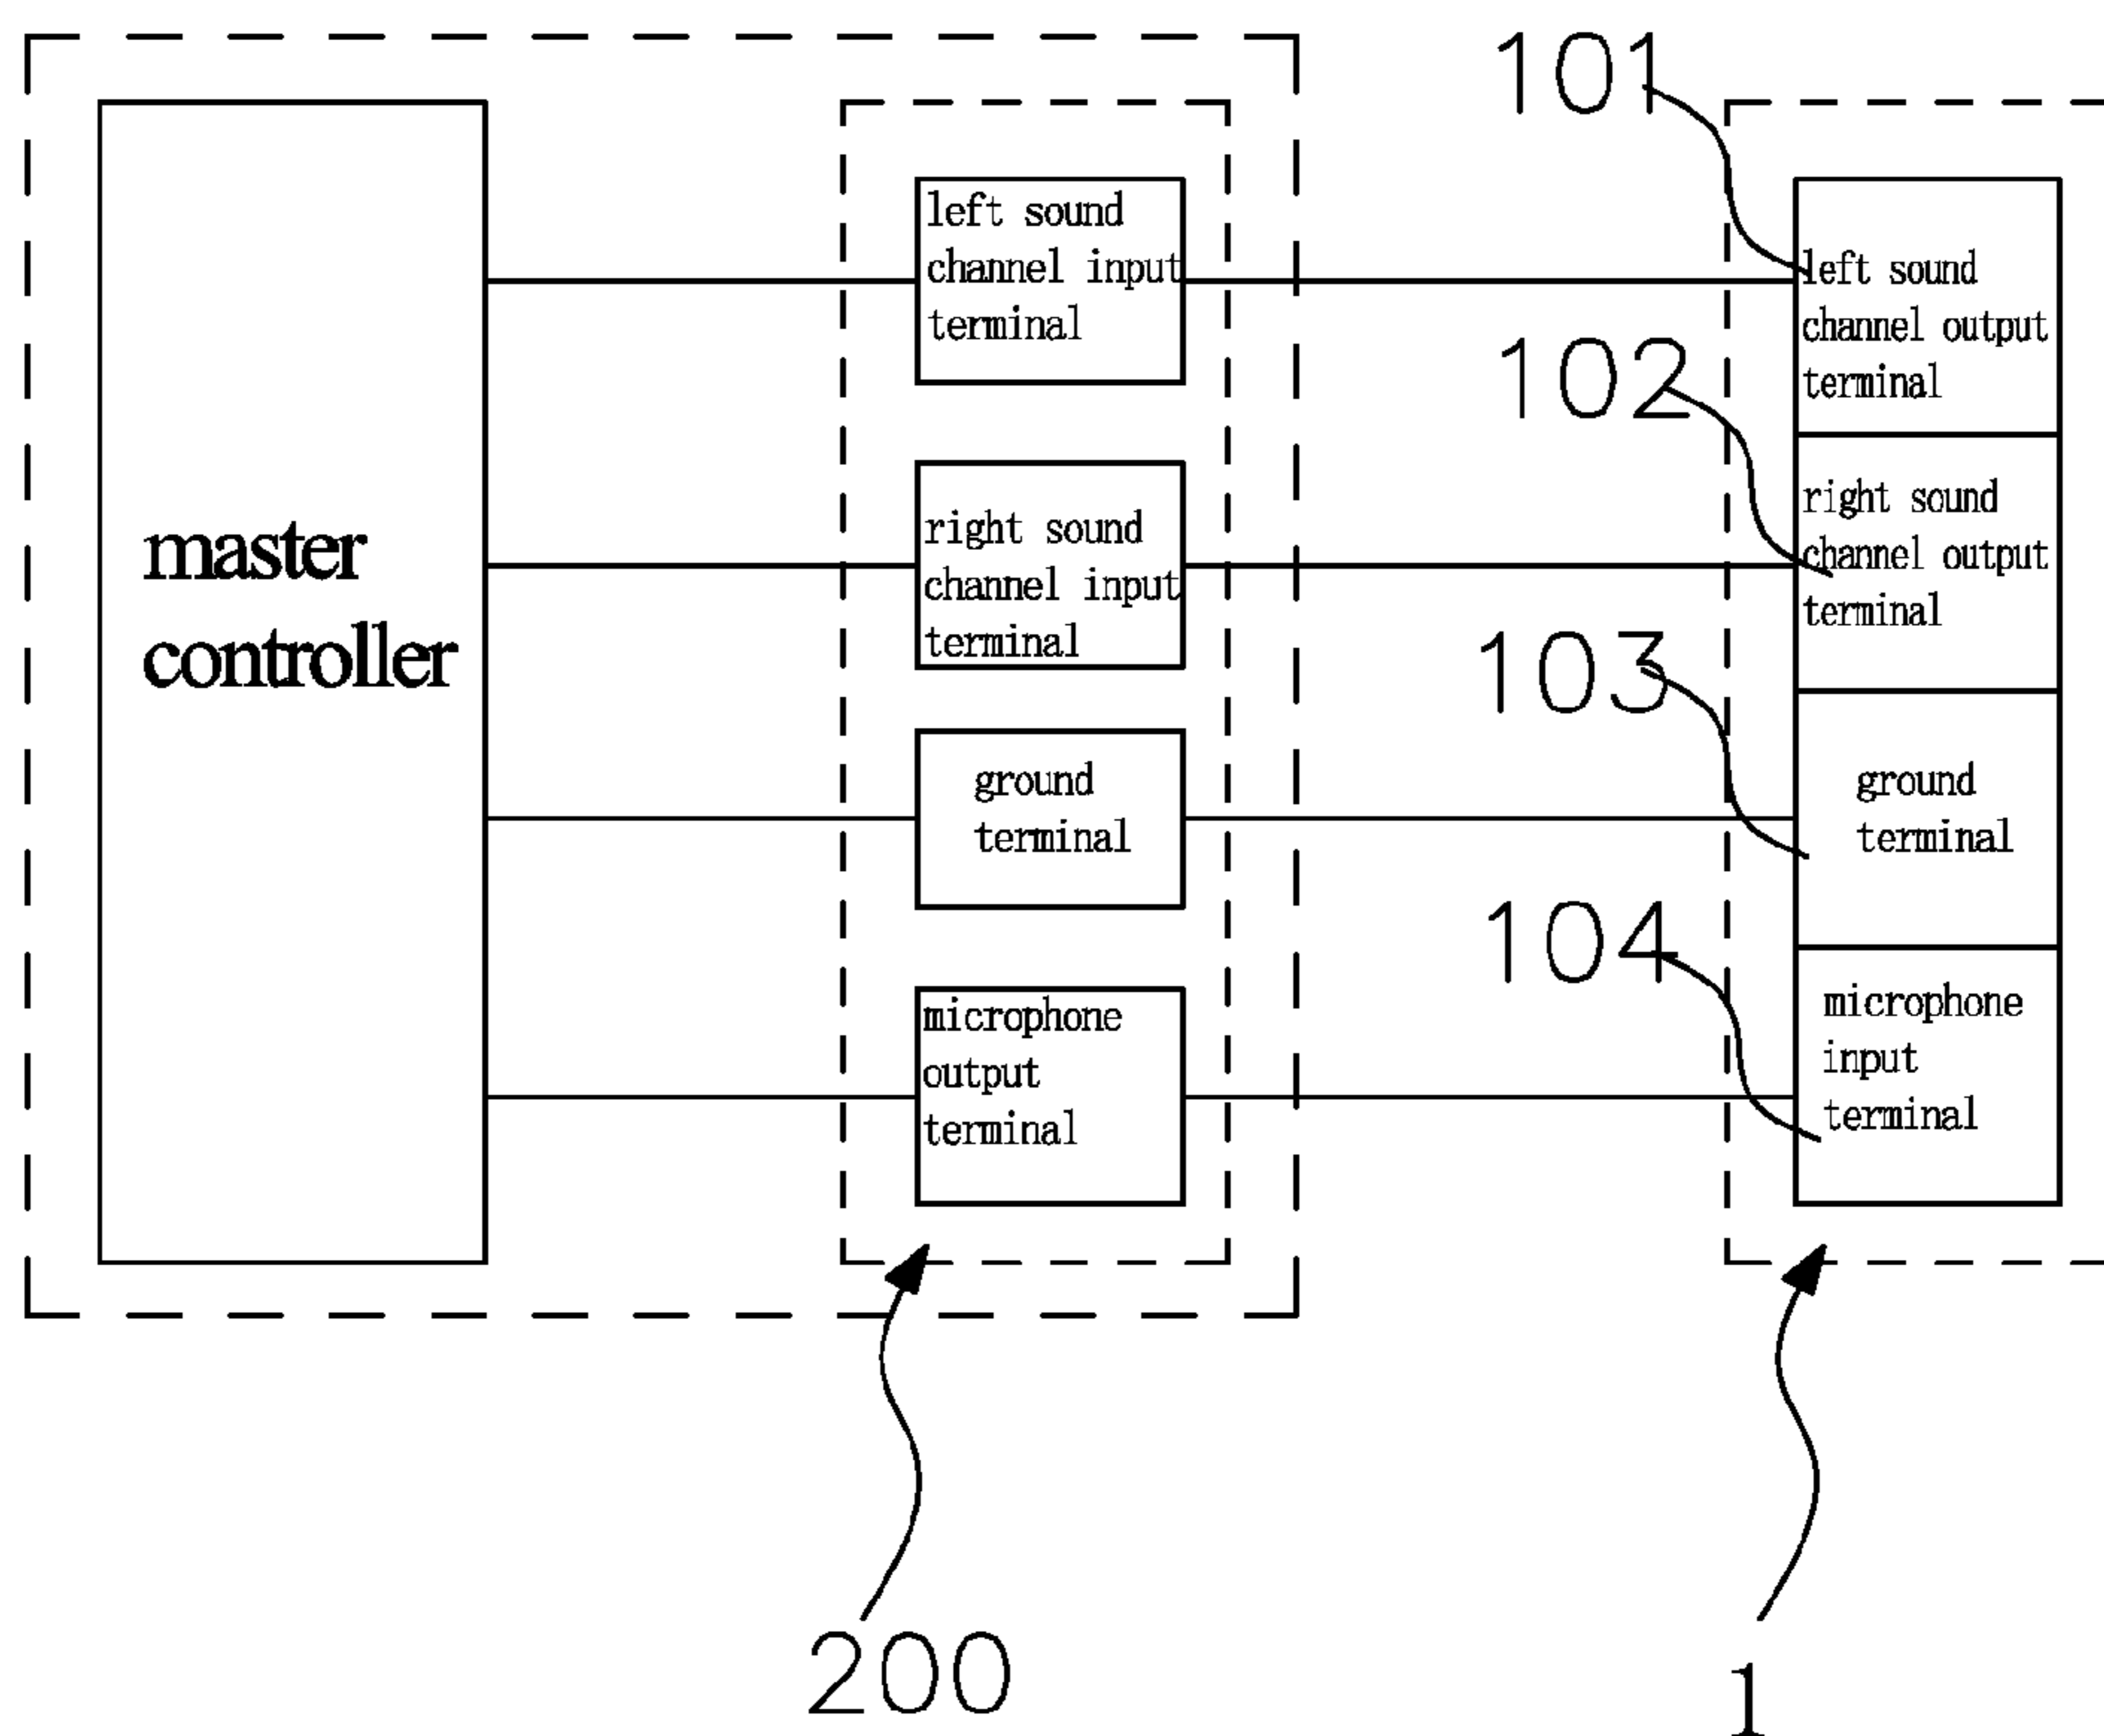 master
controller
left sound
channel input
terminal
right sound
channel input
terminal
ground
terminal
microphone
output
terminal
200
101
102
103
104
left sound
channel output
terminal
right sound
channel output
terminal
ground
terminal
microphone
input
terminal
1